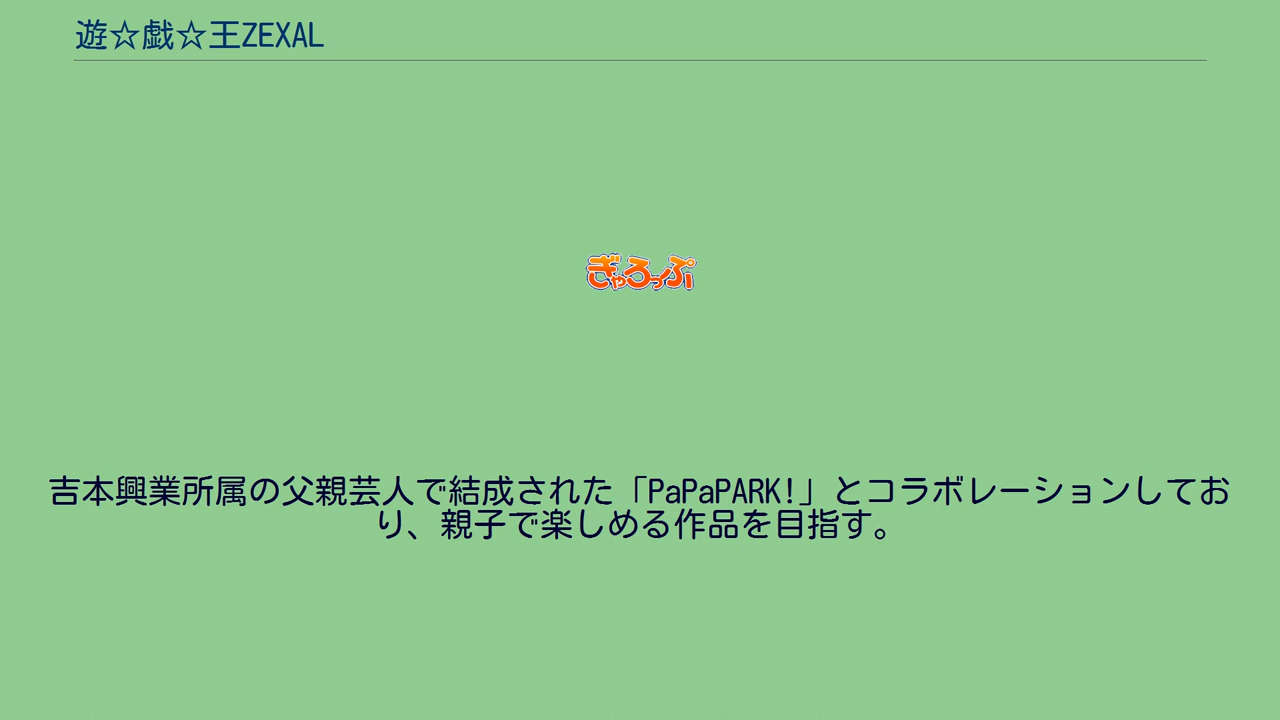 遊☆戯☆王ZEXAL
ぎゃろっぷ
吉本興業所属の父親芸人で結成された「PaPaPARK!」とコラボレーションしてお
り、親子で楽しめる作品を目指す。